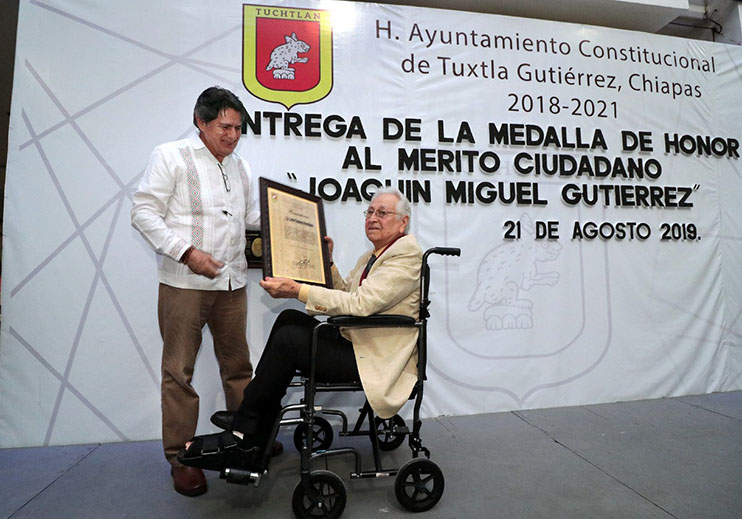 TUCHTLAN
H. Ayuntamiento Constitucional
de Tuxtla Gutiérrez, Chiapas
2018-2021
NTREGA DE LA MEDALLA DE HONOR
AL MERITO CIUDADANO
"JOAQUIN MIGUEL GUTIERREZ"
21 DE AGOSTO 2019.